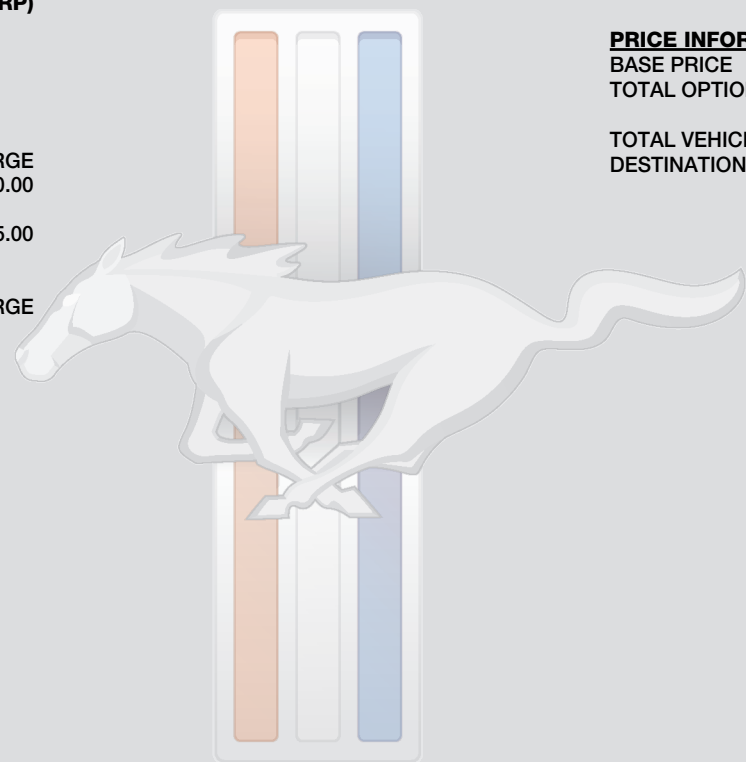 RP)
RGE
0.00
5.00
RGE
PRICE INFOR
BASE PRICE
TOTAL OPTIO
TOTAL VEHICL
DESTINATION